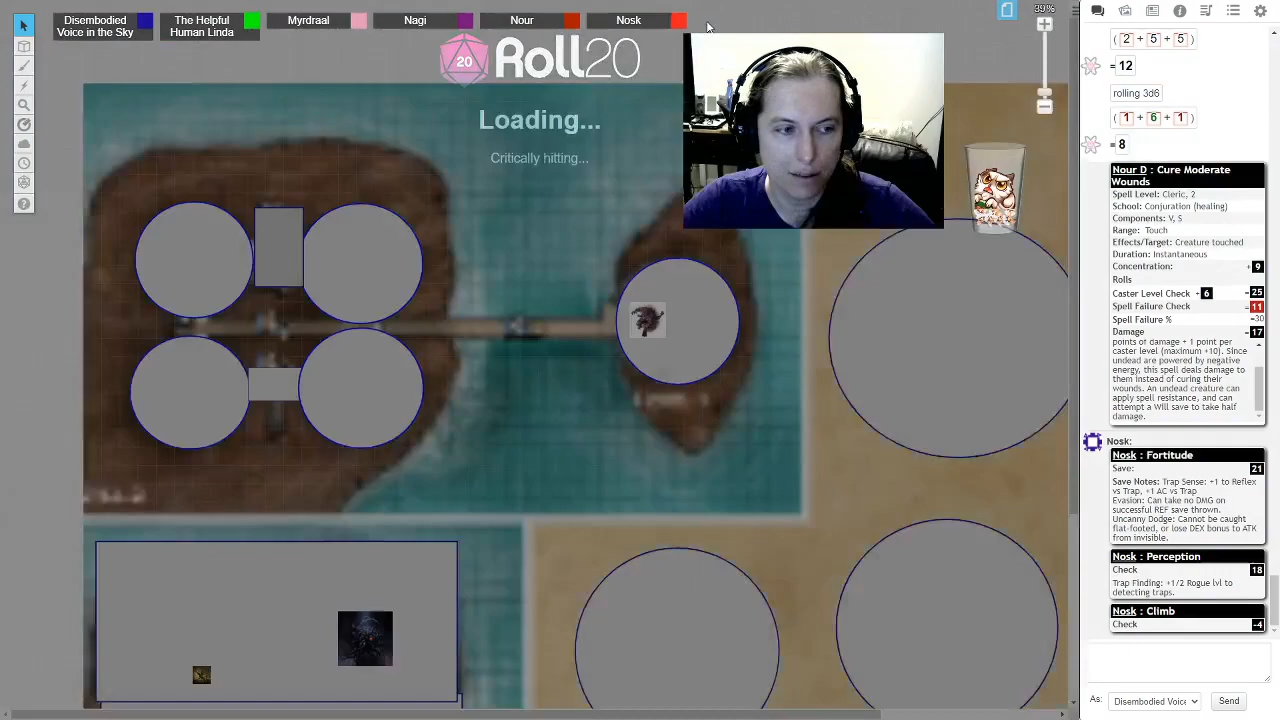 Disembodied
Voice in the Sky
The Helpful
Human Linda
Myrdraal
Nagi
Nour
Nosk
20
Roll20
Loading...
Critically hitting...
39%
( 2 + 5 + 5 )
= 12
rolling 3d6
( 1 + 6 + 1 )
= 8
Nour D : Cure Moderate
Wounds
Spell Level: Cleric, 2
School: Conjuration (healing)
Components: V, S
Range: Touch
Effects/Target: Creature touched
Duration: Instantaneous
Concentration: 9
Rolls
Caster Level Check + 6 = 25
Spell Failure Check = 11
Spell Failure % =30
Damage =17
points of damage + 1 point per
caster level (maximum +10). Since
undead are powered by negative
energy, this spell deals damage to
them instead of curing their
wounds. An undead creature can
apply spell resistance, and can
attempt a Will save to take half
damage.
Nosk:
Nosk : Fortitude
Save: 21
Save Notes: Trap Sense: +1 to Reflex
vs Trap, +1 AC vs Trap
Evasion: Can take no DMG on
successful REF save thrown.
Uncanny Dodge: Cannot be caught
flat-footed, or lose DEX bonus to ATK
from invisible.
Nosk : Perception
Check 18
Trap Finding: +1/2 Rogue lvl to
detecting traps.
Nosk : Climb
Check -4
As: Disembodied Voice
Send